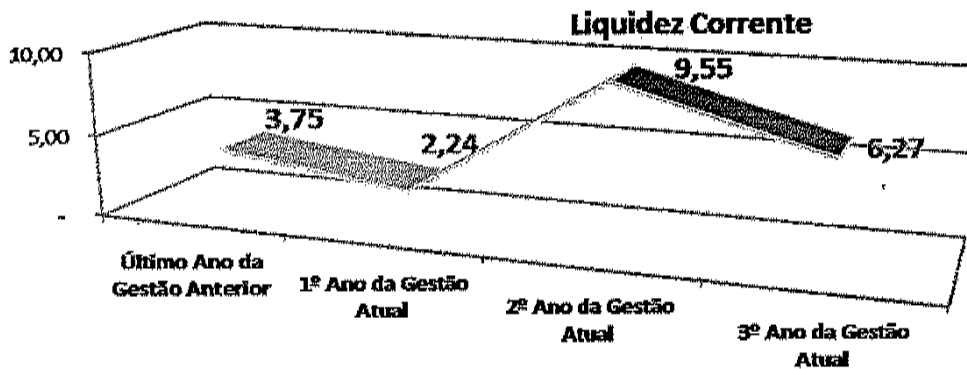 Liquidez Corrente
10,00
5,00
-
3,75
2,24
9,55
6,27
Último Ano da
Gestão Anterior
1º Ano da Gestão
Atual
2º Ano da Gestão
Atual
3º Ano da Gestão
Atual